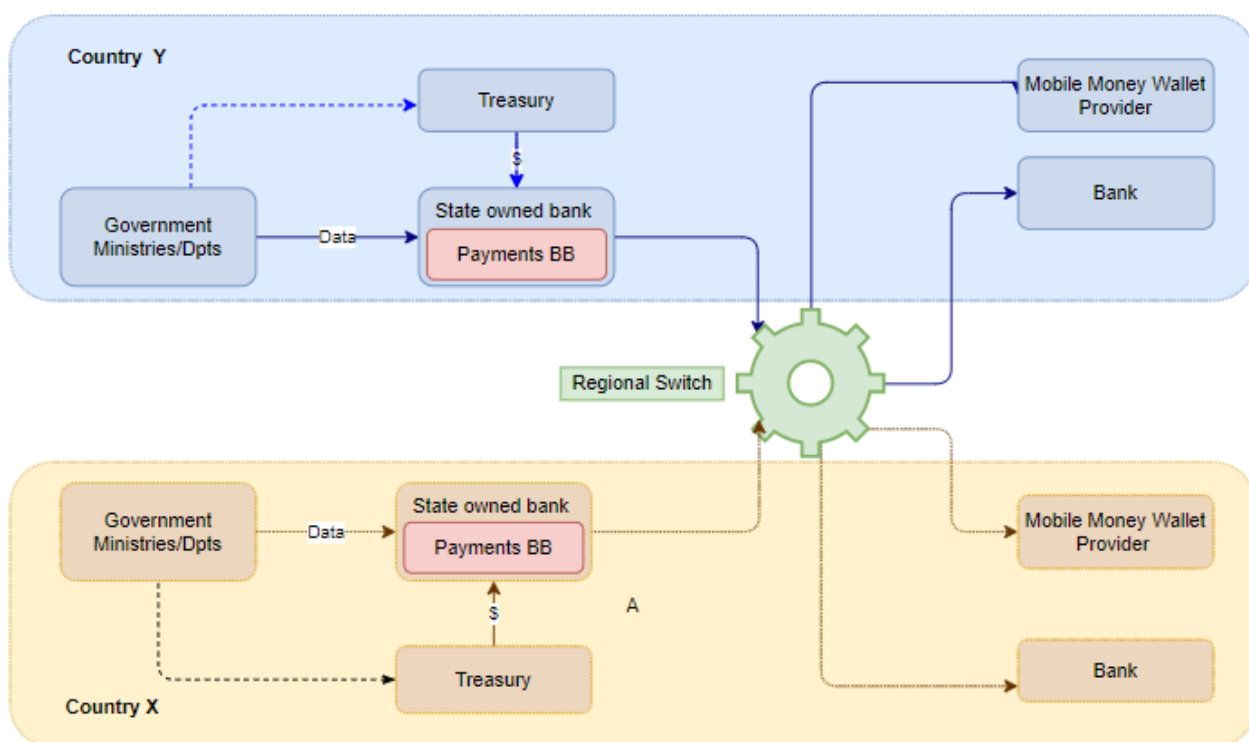 Country Y
Treasury
Mobile Money Wallet
Provider
$
Bank
Government
Ministries/Dpts
Data
State owned bank
Payments BB
Regional Switch
Government
Ministries/Dpts
Data
State owned bank
Payments BB
Mobile Money Wallet
Provider
$
A
Treasury
Bank
Country X